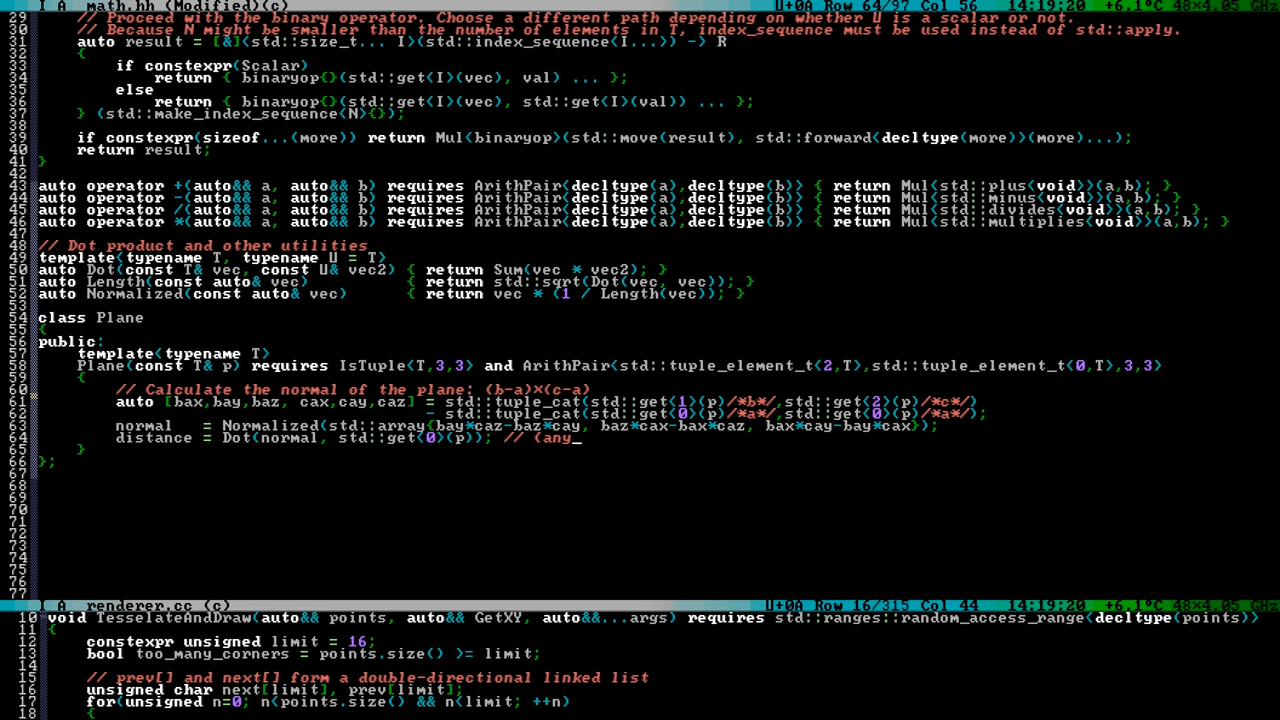 I A  math.hh (Modified)(c)  U+0A Row 64/97 Col 56  14:19:20  +6.1°C 48×4.05 GHz
29     // Proceed with the binary operator. Choose a different path depending on whether U is a scalar or not.
30     // Because N might be smaller than the number of elements in T, index_sequence must be used instead of std::apply.
31     auto result = [&]<std::size_t... I>(std::index_sequence<I...>) -> R
32     {
33         if constexpr(Scalar)
34             return { binaryop{}(std::get<I>(vec), val) ... };
35         else
36             return { binaryop{}(std::get<I>(vec), std::get<I>(val)) ... };
37     } (std::make_index_sequence<N>{});
38
39     if constexpr(sizeof...(more)) return Mul<binaryop>(std::move(result), std::forward<decltype(more)>(more)...);
40     return result;
41 }
42
43 auto operator +(auto&& a, auto&& b) requires ArithPair<decltype(a),decltype(b)> { return Mul<std::plus<void>>(a,b); }
44 auto operator -(auto&& a, auto&& b) requires ArithPair<decltype(a),decltype(b)> { return Mul<std::minus<void>>(a,b); }
45 auto operator /(auto&& a, auto&& b) requires ArithPair<decltype(a),decltype(b)> { return Mul<std::divides<void>>(a,b); }
46 auto operator *(auto&& a, auto&& b) requires ArithPair<decltype(a),decltype(b)> { return Mul<std::multiplies<void>>(a,b); }
47
48 // Dot product and other utilities
49 template<typename T, typename U = T>
50 auto Dot(const T& vec, const U& vec2) { return Sum(vec * vec2); }
51 auto Length(const auto& vec)          { return std::sqrt(Dot(vec, vec)); }
52 auto Normalized(const auto& vec)      { return vec * (1 / Length(vec)); }
53
54 class Plane
55 {
56 public:
57     template<typename T>
58     Plane(const T& p) requires IsTuple<T,3,3> and ArithPair<std::tuple_element_t<2,T>,std::tuple_element_t<0,T>,3,3>
59     {
60         // Calculate the normal of the plane: (b-a)×(c-a)
61         auto [bax,bay,baz, cax,cay,caz] = std::tuple_cat(std::get<1>(p)/*b*/,std::get<2>(p)/*c*/)
62                                         - std::tuple_cat(std::get<0>(p)/*a*/,std::get<0>(p)/*a*/);
63         normal   = Normalized(std::array{bay*caz-baz*cay, baz*cax-bax*caz, bax*cay-bay*cax});
64         distance = Dot(normal, std::get<0>(p)); // (any_
65     }
66 };
67
68
69
70
71
72
73
74
75
76
77
I A  renderer.cc (c)  U+0A Row 16/315 Col 44  14:19:20  +6.1°C 48×4.05 GHz
10 void TesselateAndDraw(auto&& points, auto&& GetXY, auto&&...args) requires std::ranges::random_access_range<decltype(points)>
11 {
12     constexpr unsigned limit = 16;
13     bool too_many_corners = points.size() >= limit;
14
15     // prev[] and next[] form a double-directional linked list
16     unsigned char next[limit], prev[limit];
17     for(unsigned n=0; n<points.size() && n<limit; ++n)
18     {